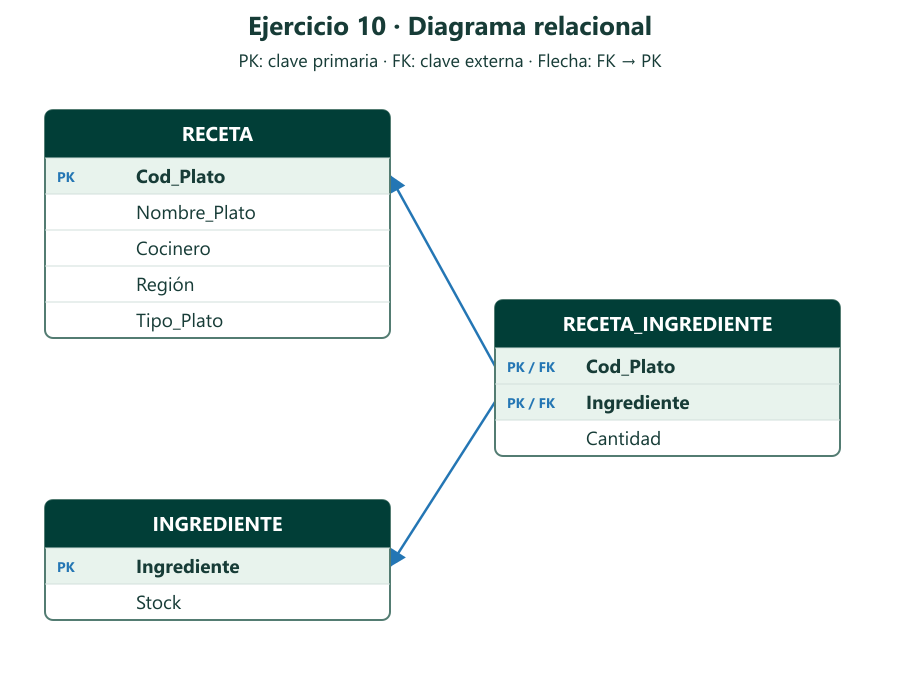 Ejercicio 10 · Diagrama relacional
PK: clave primaria · FK: clave externa · Flecha: FK → PK
RECETA
PK Cod_Plato
Nombre_Plato
Cocinero
Región
Tipo_Plato
RECETA_INGREDIENTE
PK / FK Cod_Plato
PK / FK Ingrediente
Cantidad
INGREDIENTE
PK Ingrediente
Stock